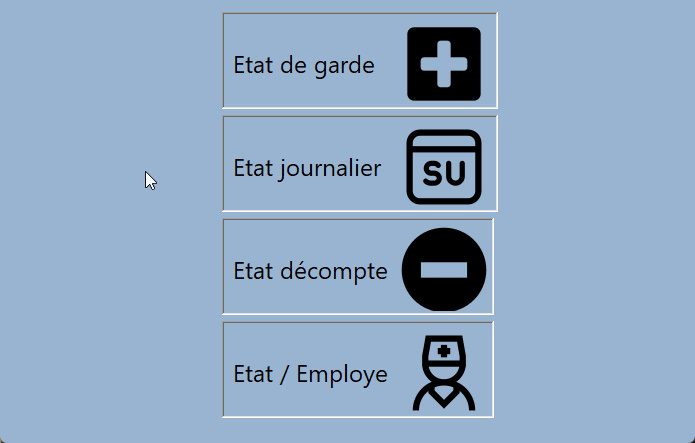 Etat de garde
Etat journalier
SU
Etat décompte
Etat / Employe